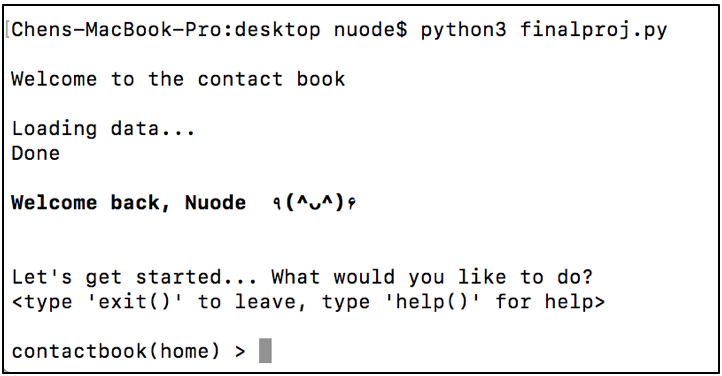 [Chens-MacBook-Pro:desktop nuode$ python3 finalproj.py
Welcome to the contact book
Loading data...
Done
Welcome back, Nuode ٩(^ᴗ^)۶
Let's get started... What would you like to do?
<type 'exit()' to leave, type 'help()' for help>
contactbook(home) >